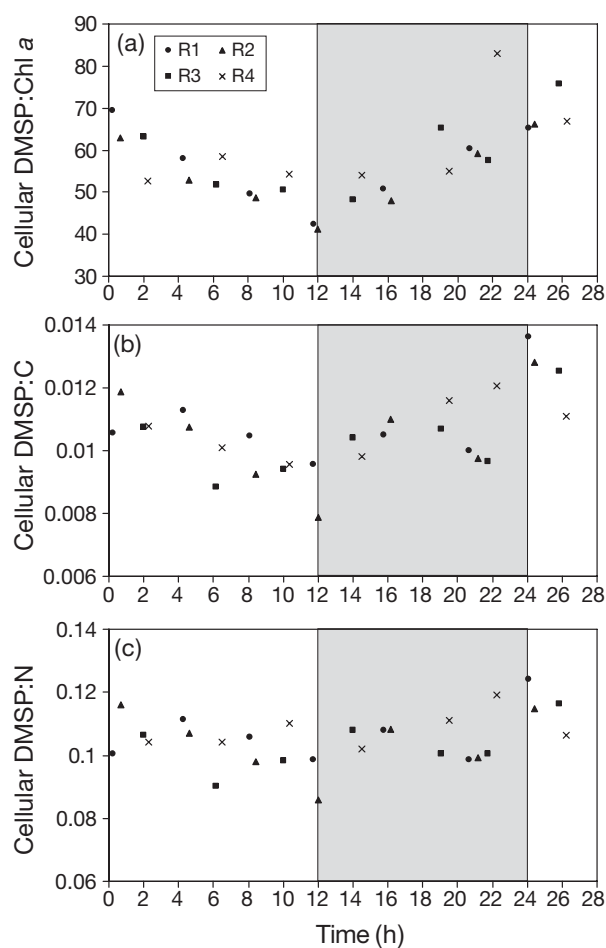 (a)
R1 R2
R3 R4
Cellular DMSP:Chl a
90
80
70
60
50
40
30
0 2 4 6 8 10 12 14 16 18 20 22 24 26 28
(b)
Cellular DMSP:C
0.014
0.012
0.01
0.008
0.006
0 2 4 6 8 10 12 14 16 18 20 22 24 26 28
(c)
Cellular DMSP:N
0.14
0.12
0.1
0.08
0.06
0 2 4 6 8 10 12 14 16 18 20 22 24 26 28
Time (h)